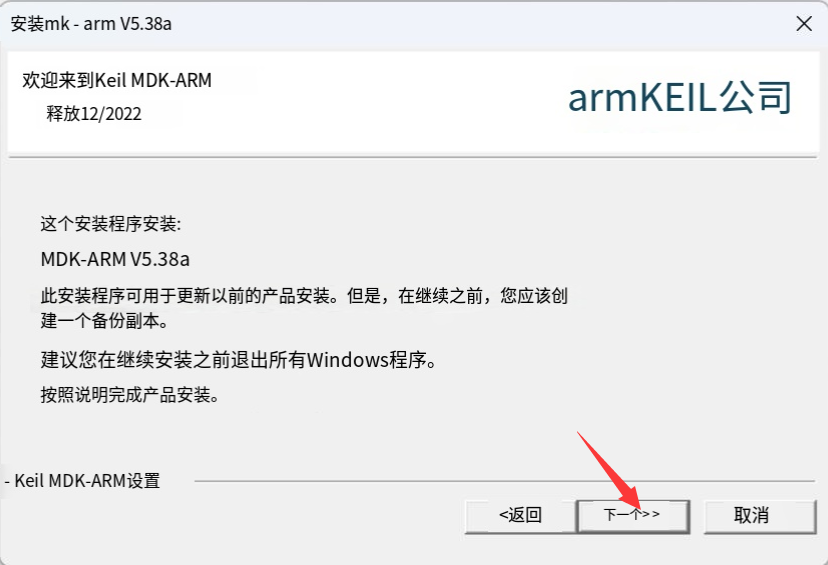 安装mk - arm V5.38a
欢迎来到Keil MDK-ARM
释放12/2022
armKEIL公司
这个安装程序安装:
MDK-ARM V5.38a
此安装程序可用于更新以前的产品安装。但是，在继续之前，您应该创
建一个备份副本。
建议您在继续安装之前退出所有Windows程序。
按照说明完成产品安装。
- Keil MDK-ARM设置
<返回
下一个>>
取消